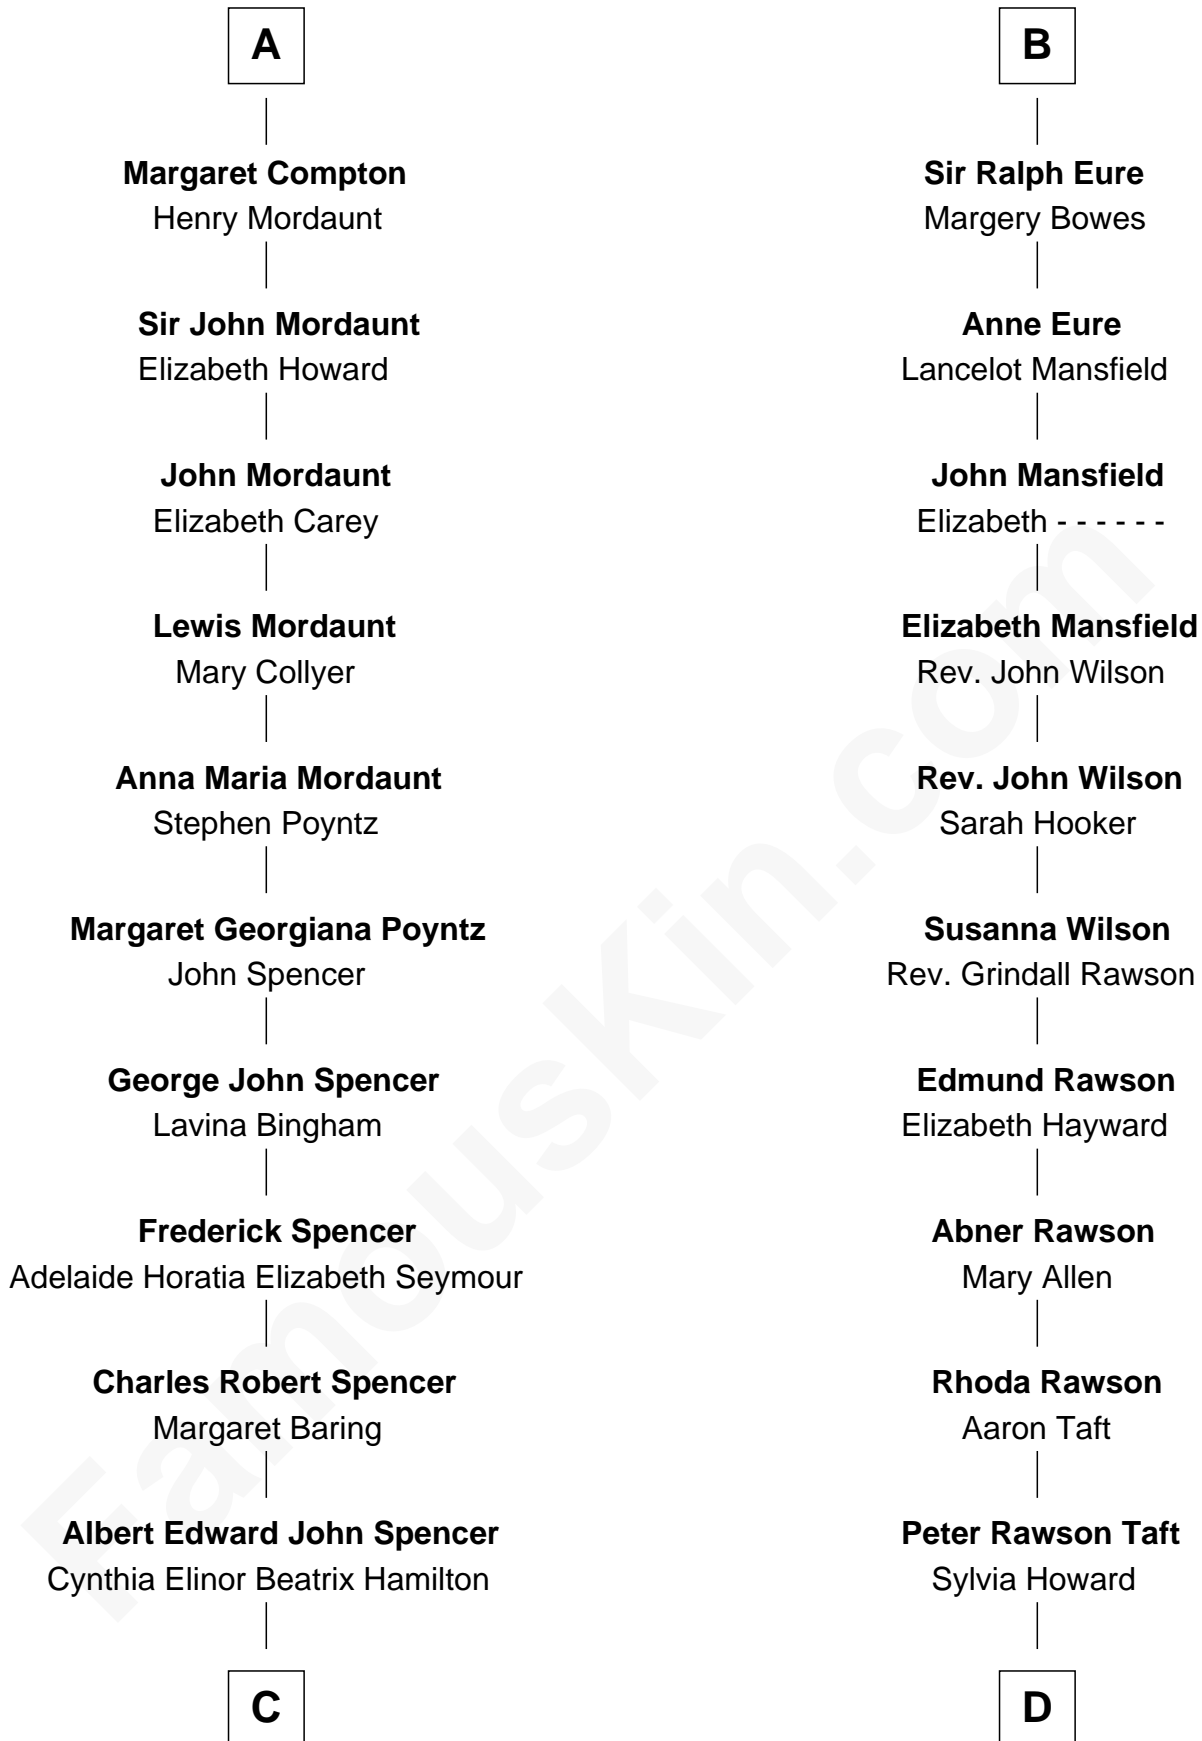 A
Margaret Compton
Henry Mordaunt
Sir John Mordaunt
Elizabeth Howard
John Mordaunt
Elizabeth Carey
Lewis Mordaunt
Mary Collyer
Anna Maria Mordaunt
Stephen Poyntz
Margaret Georgiana Poyntz
John Spencer
George John Spencer
Lavina Bingham
Frederick Spencer
Adelaide Horatia Elizabeth Seymour
Charles Robert Spencer
Margaret Baring
Albert Edward John Spencer
Cynthia Elinor Beatrix Hamilton
C
B
Sir Ralph Eure
Margery Bowes
Anne Eure
Lancelot Mansfield
John Mansfield
Elizabeth - - - - - -
Elizabeth Mansfield
Rev. John Wilson
Rev. John Wilson
Sarah Hooker
Susanna Wilson
Rev. Grindall Rawson
Edmund Rawson
Elizabeth Hayward
Abner Rawson
Mary Allen
Rhoda Rawson
Aaron Taft
Peter Rawson Taft
Sylvia Howard
D
FamousKin.com